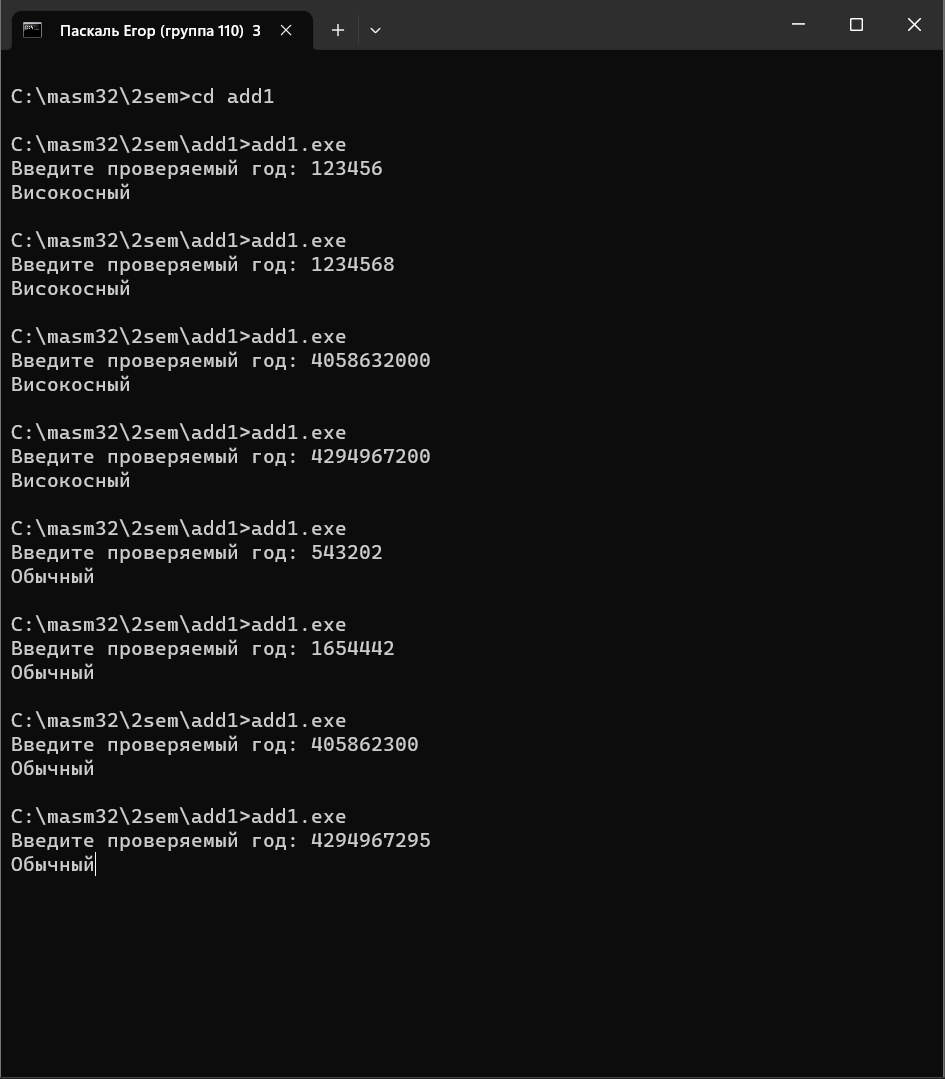 Паскаль Егор (группа 110) 3
C:\masm32\2sem>cd add1
C:\masm32\2sem\add1>add1.exe
Введите проверяемый год: 123456
Високосный
C:\masm32\2sem\add1>add1.exe
Введите проверяемый год: 1234568
Високосный
C:\masm32\2sem\add1>add1.exe
Введите проверяемый год: 4058632000
Високосный
C:\masm32\2sem\add1>add1.exe
Введите проверяемый год: 4294967200
Високосный
C:\masm32\2sem\add1>add1.exe
Введите проверяемый год: 543202
Обычный
C:\masm32\2sem\add1>add1.exe
Введите проверяемый год: 1654442
Обычный
C:\masm32\2sem\add1>add1.exe
Введите проверяемый год: 405862300
Обычный
C:\masm32\2sem\add1>add1.exe
Введите проверяемый год: 4294967295
Обычный